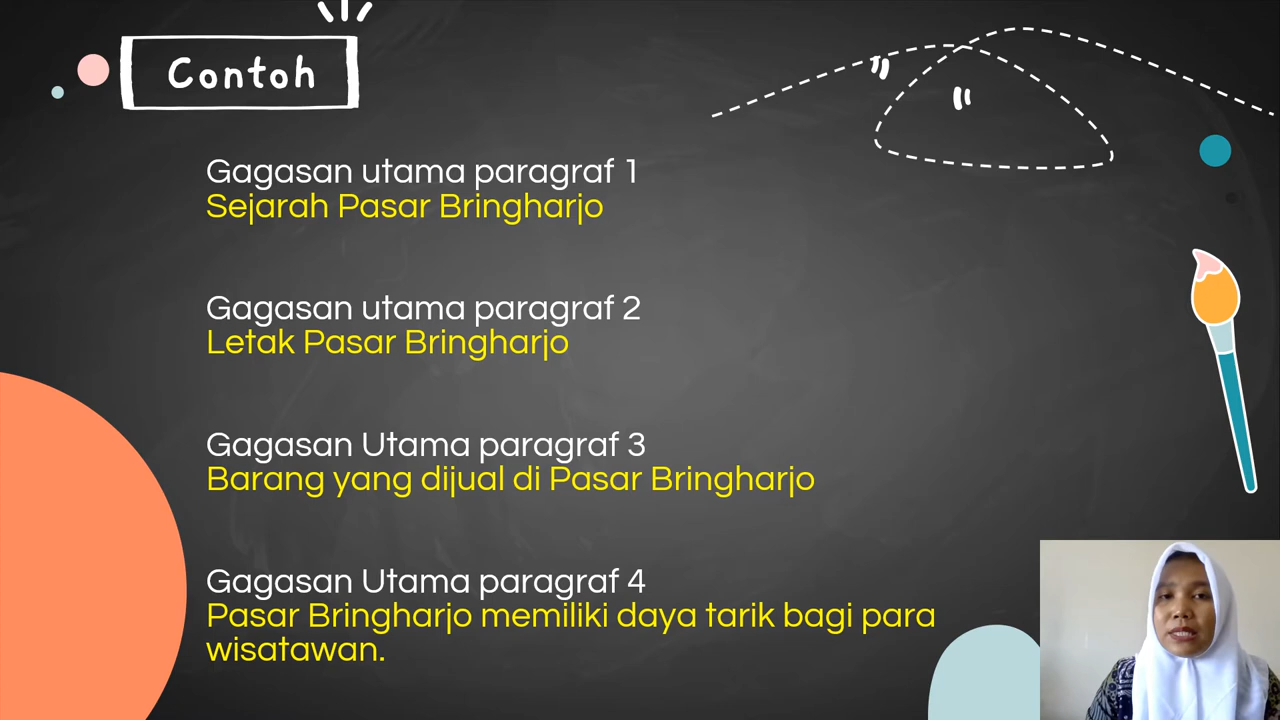 Contoh
Gagasan utama paragraf 1
Sejarah Pasar Bringharjo
Gagasan utama paragraf 2
Letak Pasar Bringharjo
Gagasan Utama paragraf 3
Barang yang dijual di Pasar Bringharjo
Gagasan Utama paragraf 4
Pasar Bringharjo memiliki daya tarik bagi para
wisatawan.